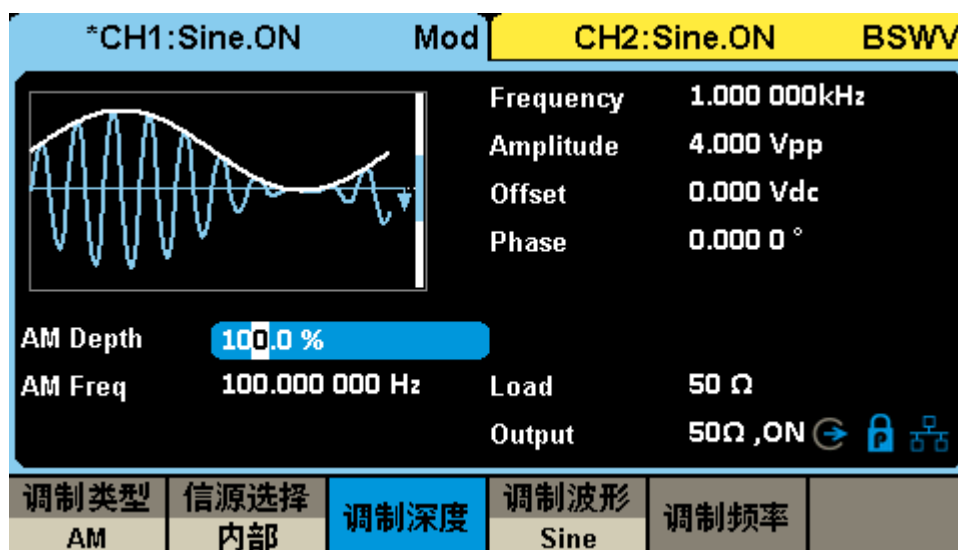 *CH1:Sine.ON Mod CH2:Sine.ON BSWV
Frequency 1.000 000kHz
Amplitude 4.000 Vpp
Offset 0.000 Vdc
Phase 0.000 0 °
AM Depth 100.0 %
AM Freq 100.000 000 Hz Load 50 Ω
Output 50Ω ,ON
调制类型 信源选择 调制深度 调制波形 调制频率
AM 内部 Sine